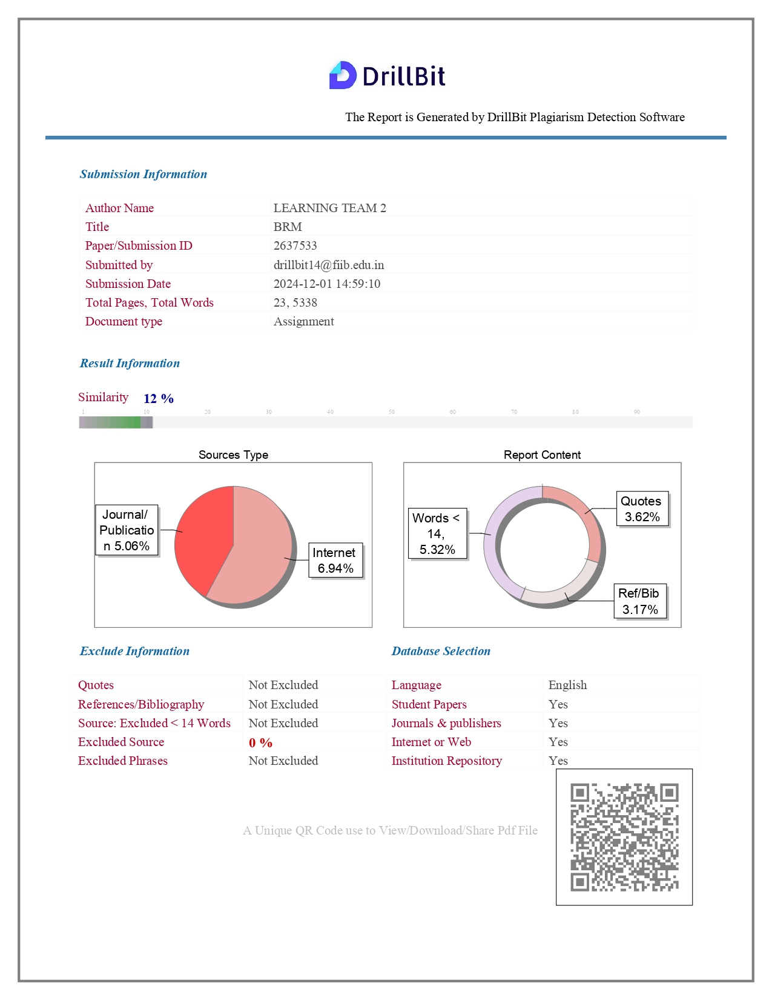 DrillBit
The Report is Generated by DrillBit Plagiarism Detection Software
Submission Information
Author Name LEARNING TEAM 2
Title BRM
Paper/Submission ID 2637533
Submitted by drillbit14@fiib.edu.in
Submission Date 2024-12-01 14:59:10
Total Pages, Total Words 23, 5338
Document type Assignment
Result Information
Similarity 12 %
1 10 20 30 40 50 60 70 80 90
Sources Type
Journal/
Publicatio
n 5.06%
Internet
6.94%
Report Content
Quotes
3.62%
Words <
14,
5.32%
Ref/Bib
3.17%
Exclude Information
Quotes Not Excluded
References/Bibliography Not Excluded
Source: Excluded < 14 Words Not Excluded
Excluded Source 0 %
Excluded Phrases Not Excluded
Database Selection
Language English
Student Papers Yes
Journals & publishers Yes
Internet or Web Yes
Institution Repository Yes
A Unique QR Code use to View/Download/Share Pdf File